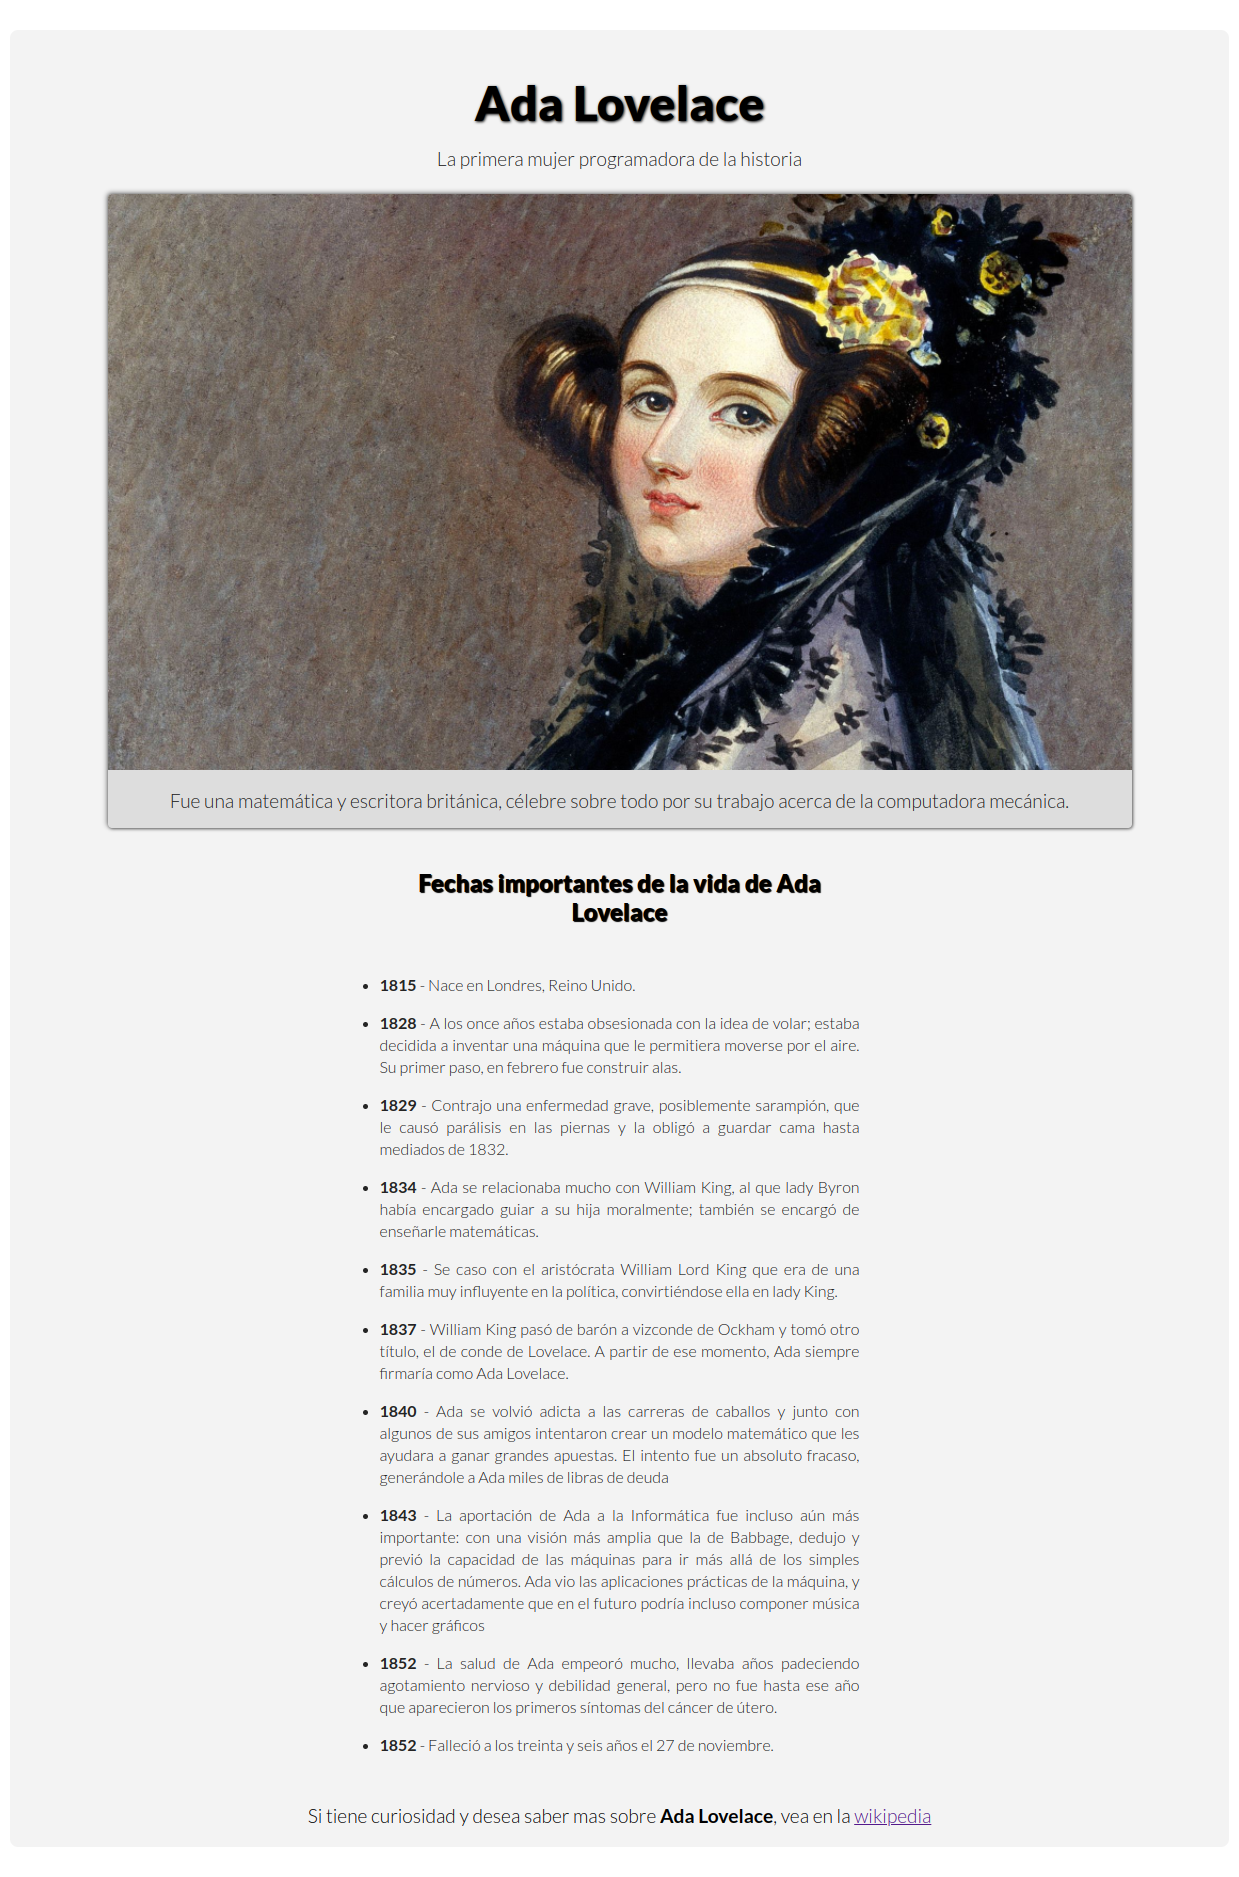 Ada Lovelace
La primera mujer programadora de la historia
Fue una matemática y escritora británica, célebre sobre todo por su trabajo acerca de la computadora mecánica.
Fechas importantes de la vida de Ada
Lovelace
1815 - Nace en Londres, Reino Unido.
1828 - A los once años estaba obsesionada con la idea de volar; estaba
decidida a inventar una máquina que le permitiera moverse por el aire.
Su primer paso, en febrero fue construir alas.
1829 - Contrajo una enfermedad grave, posiblemente sarampión, que
le causó parálisis en las piernas y la obligó a guardar cama hasta
mediados de 1832.
1834 - Ada se relacionaba mucho con William King, al que lady Byron
había encargado guiar a su hija moralmente; también se encargó de
enseñarle matemáticas.
1835 - Se caso con el aristócrata William Lord King que era de una
familia muy influyente en la política, convirtiéndose ella en lady King.
1837 - William King pasó de barón a vizconde de Ockham y tomó otro
título, el de conde de Lovelace. A partir de ese momento, Ada siempre
firmaría como Ada Lovelace.
1840 - Ada se volvió adicta a las carreras de caballos y junto con
algunos de sus amigos intentaron crear un modelo matemático que les
ayudara a ganar grandes apuestas. El intento fue un absoluto fracaso,
generándole a Ada miles de libras de deuda
1843 - La aportación de Ada a la Informática fue incluso aún más
importante: con una visión más amplia que la de Babbage, dedujo y
previó la capacidad de las máquinas para ir más allá de los simples
cálculos de números. Ada vio las aplicaciones prácticas de la máquina, y
creyó acertadamente que en el futuro podría incluso componer música
y hacer gráficos
1852 - La salud de Ada empeoró mucho, llevaba años padeciendo
agotamiento nervioso y debilidad general, pero no fue hasta ese año
que aparecieron los primeros síntomas del cáncer de útero.
1852 - Falleció a los treinta y seis años el 27 de noviembre.
Si tiene curiosidad y desea saber mas sobre Ada Lovelace, vea en la wikipedia